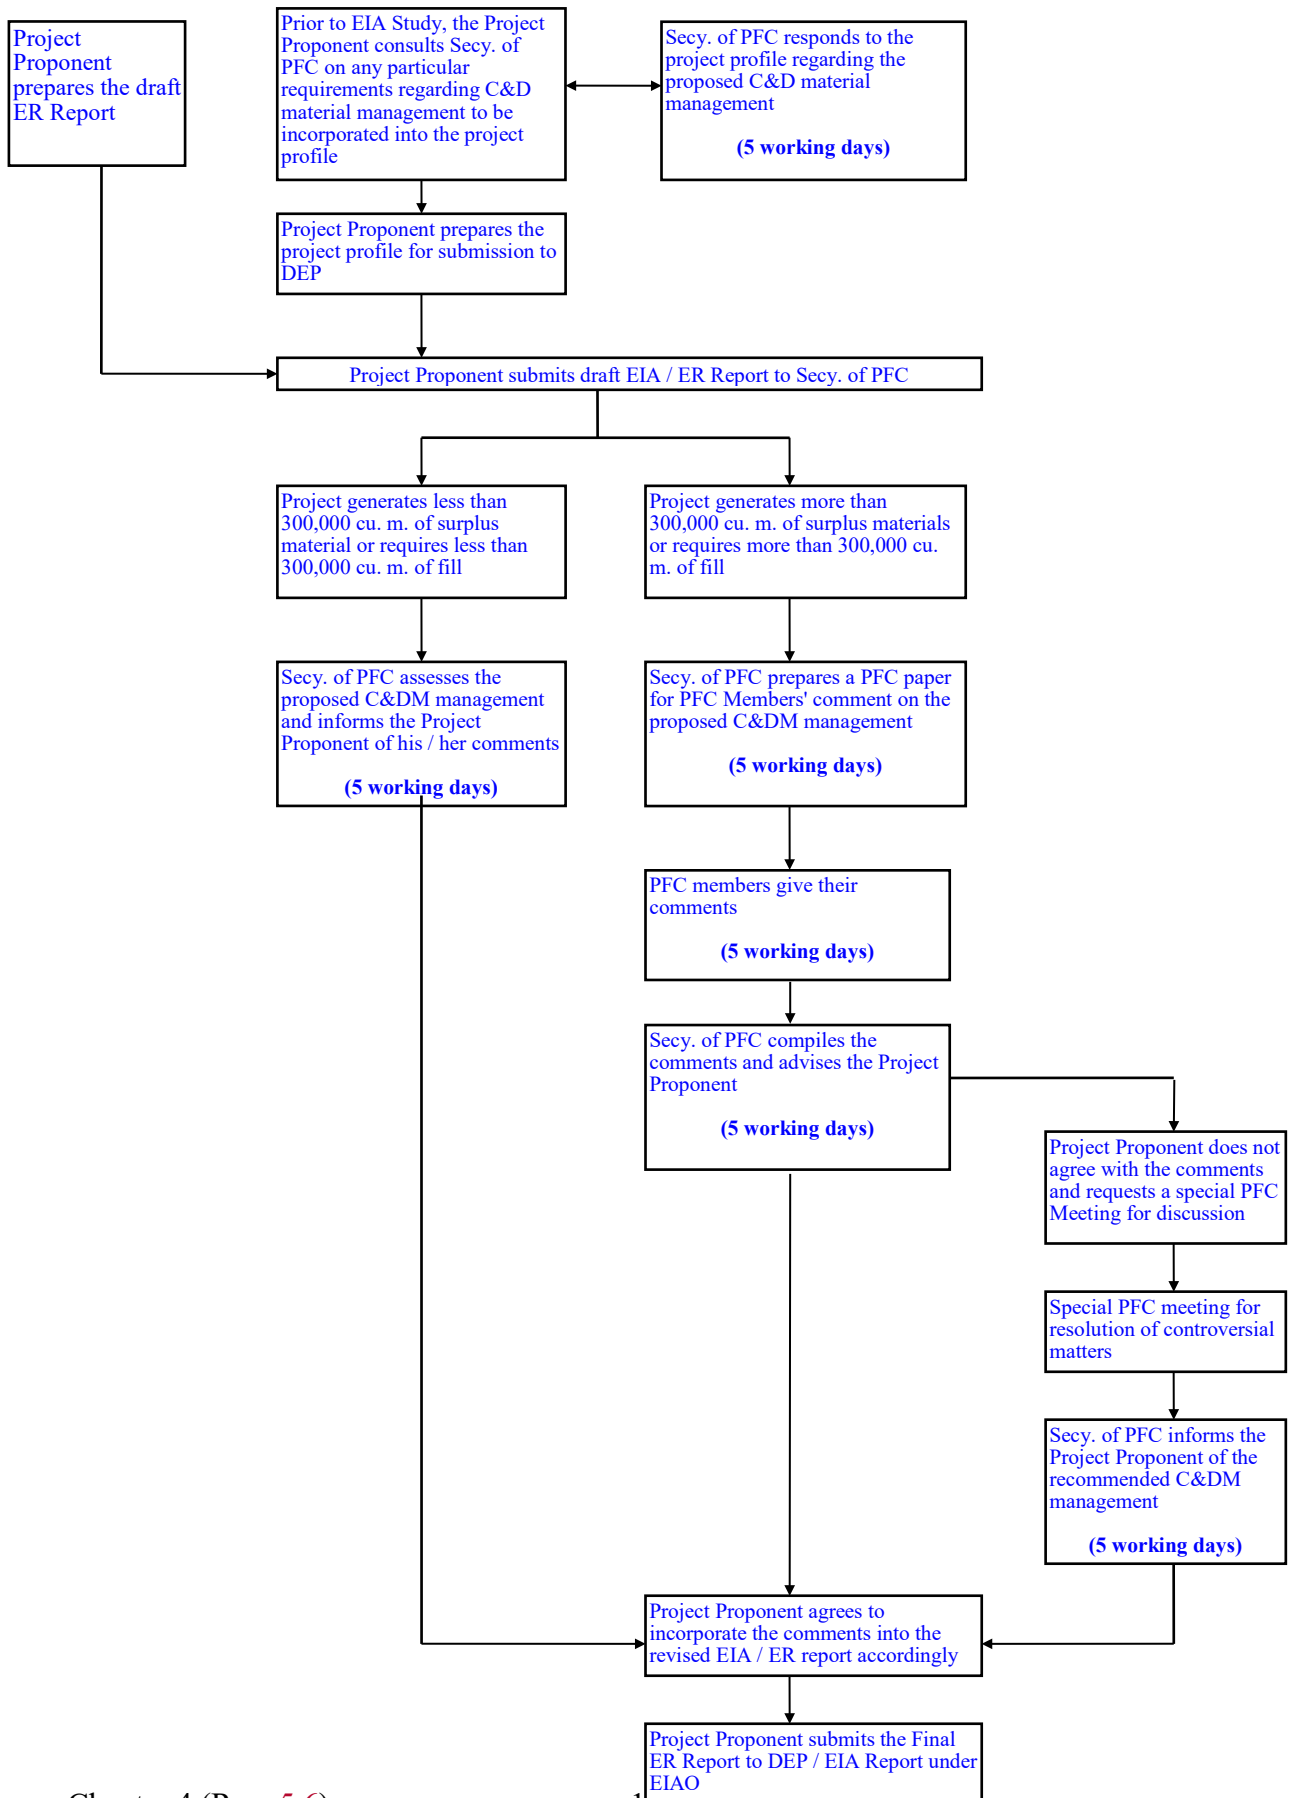 Project
Proponent
prepares the draft
ER Report
Prior to EIA Study, the Project
Proponent consults Secy. of
PFC on any particular
requirements regarding C&D
material management to be
incorporated into the project
profile
Secy. of PFC responds to the
project profile regarding the
proposed C&D material
management
(5 working days)
Project Proponent prepares the
project profile for submission to
DEP
Project Proponent submits draft EIA / ER Report to Secy. of PFC
Project generates less than
300,000 cu. m. of surplus
material or requires less than
300,000 cu. m. of fill
Project generates more than
300,000 cu. m. of surplus materials
or requires more than 300,000 cu.
m. of fill
Secy. of PFC assesses the
proposed C&DM management
and informs the Project
Proponent of his / her comments
(5 working days)
Secy. of PFC prepares a PFC paper
for PFC Members' comment on the
proposed C&DM management
(5 working days)
PFC members give their
comments
(5 working days)
Secy. of PFC compiles the
comments and advises the Project
Proponent
(5 working days)
Project Proponent does not
agree with the comments
and requests a special PFC
Meeting for discussion
Special PFC meeting for
resolution of controversial
matters
Secy. of PFC informs the
Project Proponent of the
recommended C&DM
management
(5 working days)
Project Proponent agrees to
incorporate the comments into the
revised EIA / ER report accordingly
Project Proponent submits the Final
ER Report to DEP / EIA Report under
EIAO